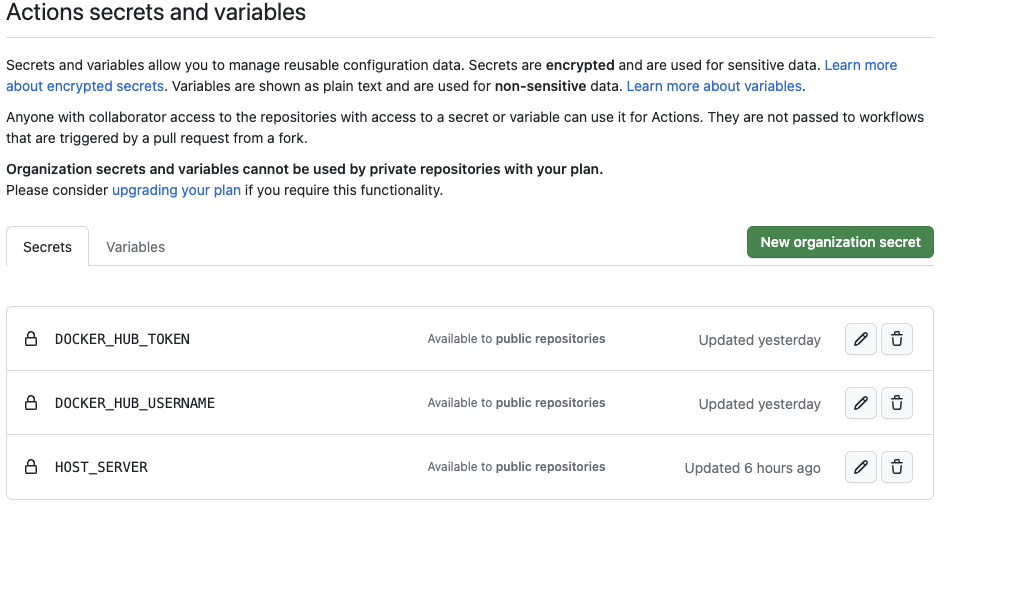 Actions secrets and variables
Secrets and variables allow you to manage reusable configuration data. Secrets are encrypted and are used for sensitive data. Learn more
about encrypted secrets. Variables are shown as plain text and are used for non-sensitive data. Learn more about variables.
Anyone with collaborator access to the repositories with access to a secret or variable can use it for Actions. They are not passed to workflows
that are triggered by a pull request from a fork.
Organization secrets and variables cannot be used by private repositories with your plan.
Please consider upgrading your plan if you require this functionality.
Secrets Variables New organization secret
DOCKER_HUB_TOKEN Available to public repositories Updated yesterday
DOCKER_HUB_USERNAME Available to public repositories Updated yesterday
HOST_SERVER Available to public repositories Updated 6 hours ago